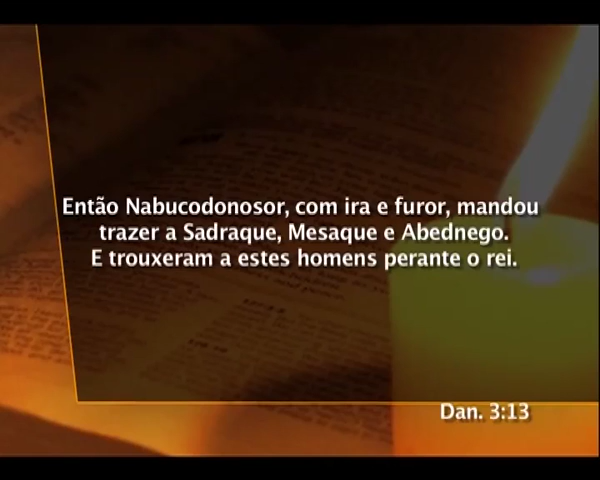 Então Nabucodonosor, com ira e furor, mandou
trazer a Sadraque, Mesaque e Abednego.
E trouxeram a estes homens perante o rei.
Dan. 3:13